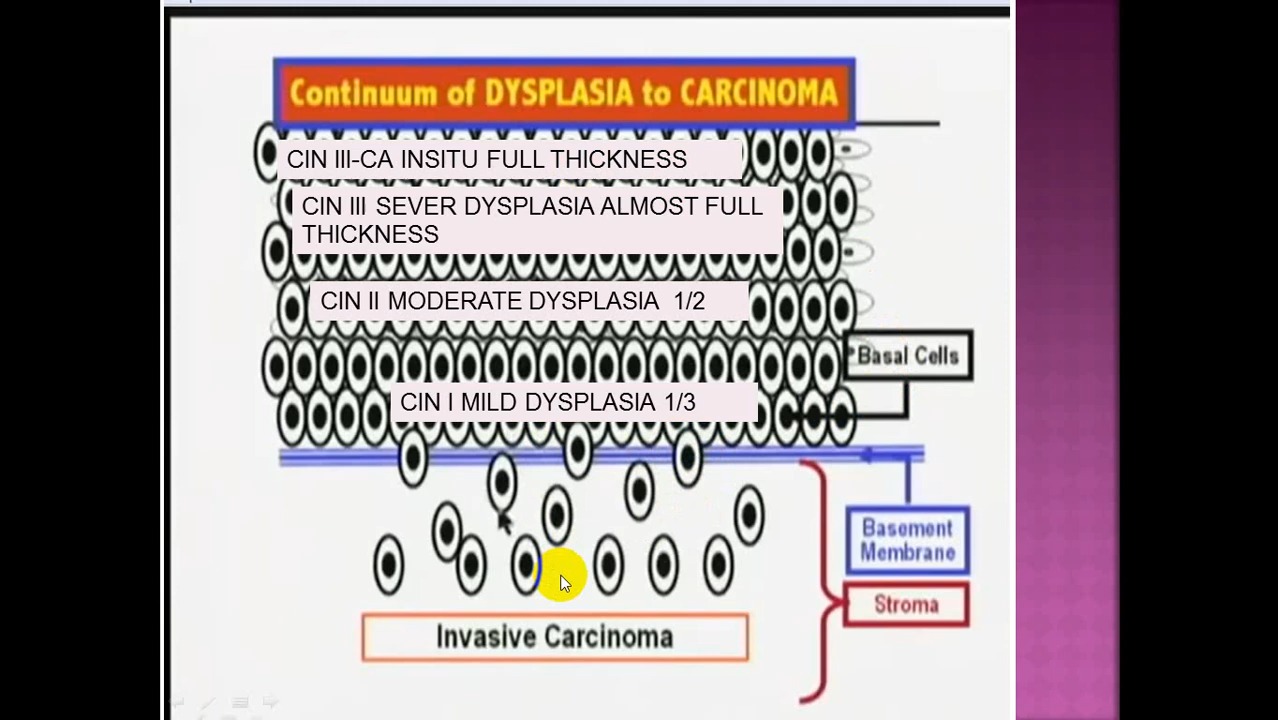 Continuum of DYSPLASIA to CARCINOMA
CIN III-CA INSITU FULL THICKNESS
CIN III SEVER DYSPLASIA ALMOST FULL
THICKNESS
CIN II MODERATE DYSPLASIA 1/2
Basal Cells
CIN I MILD DYSPLASIA 1/3
Basement
Membrane
Stroma
Invasive Carcinoma